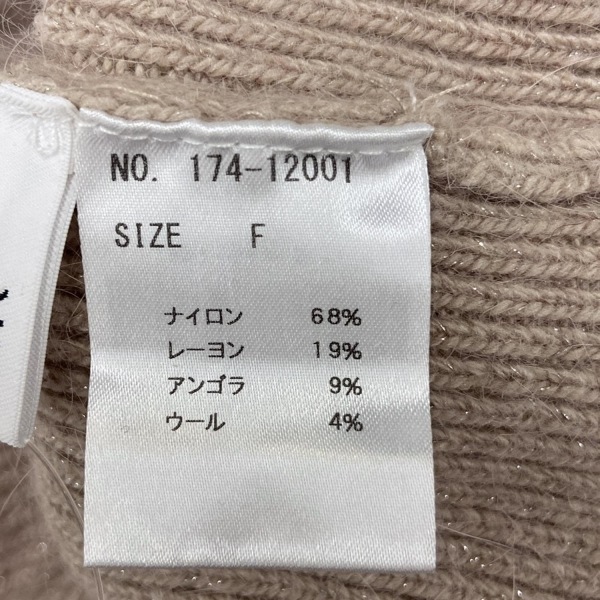 NO. 174-12001
SIZE F
ナイロン 68%
レーヨン 19%
アンゴラ 9%
ウール 4%